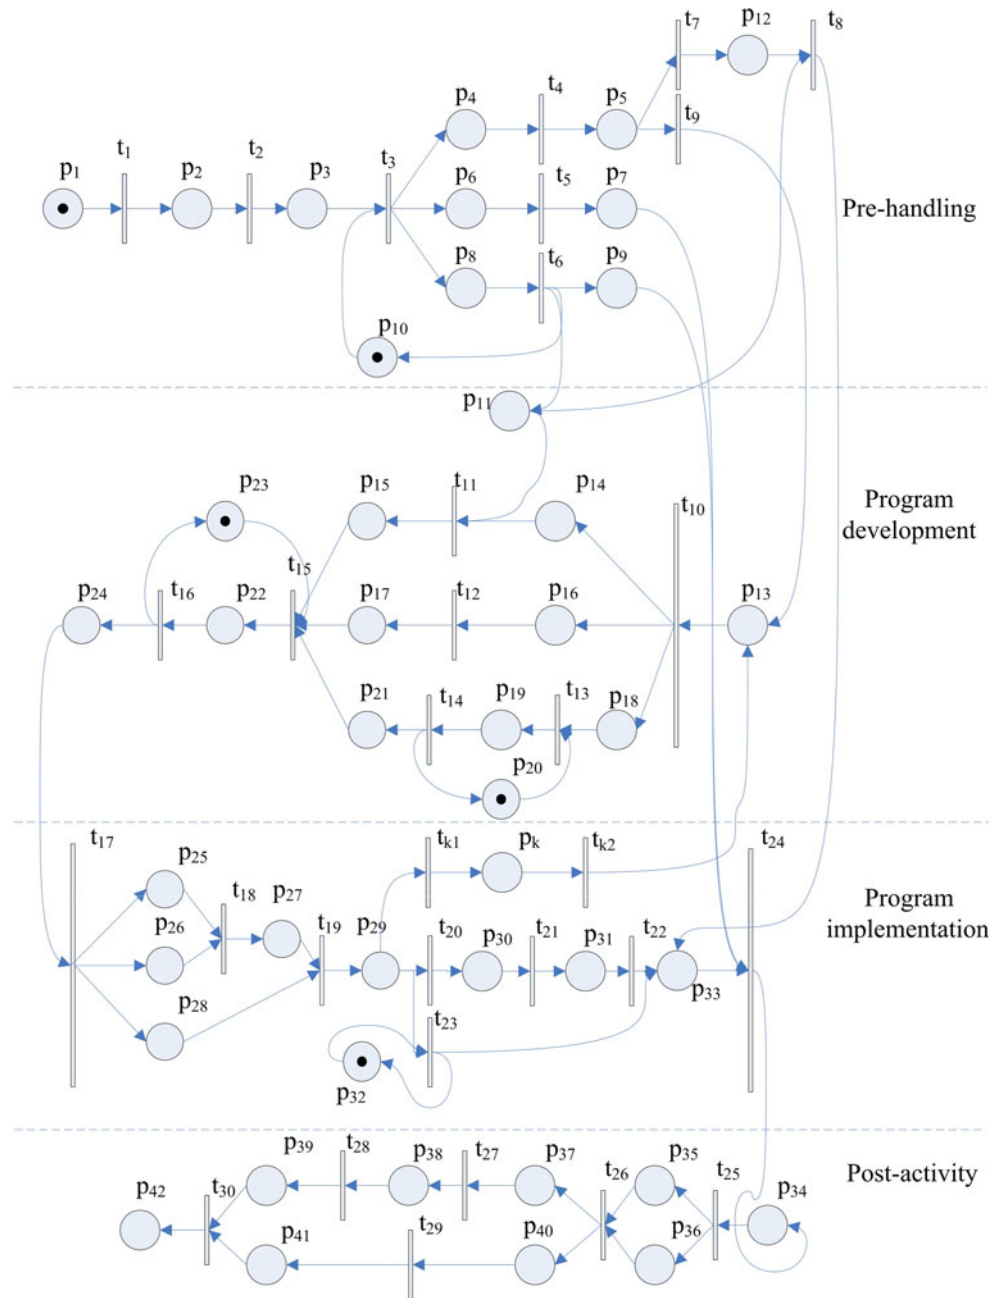 t7 p12 t8
p4 t4 p5 t9
p1 t1 p2 t2 p3 t3 p6 t5 p7
Pre-handling
p8 t6 p9
p10
p11
p23 p15 t11 p14 t10
Program
development
p24 t16 p22 t15 p17 t12 p16 p13
p21 t14 p19 t13 p18
p20
t17 p25 tk1 pk tk2 t24
t18 p27
Program
implementation
p26 t19 p29 t20 p30 t21 p31 t22
p28 p33
t23
p32
p39 t28 p38 t27 p37 p35
Post-activity
p42 t30 t26 t25 p34
p41 t29 p40 p36